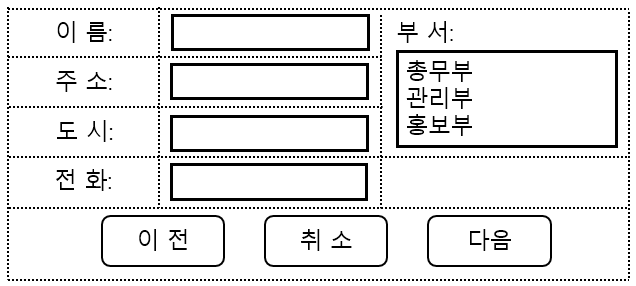 이 름:
주 소:
도 시:
전 화:
부 서:
총무부
관리부
홍보부
이 전
취 소
다음